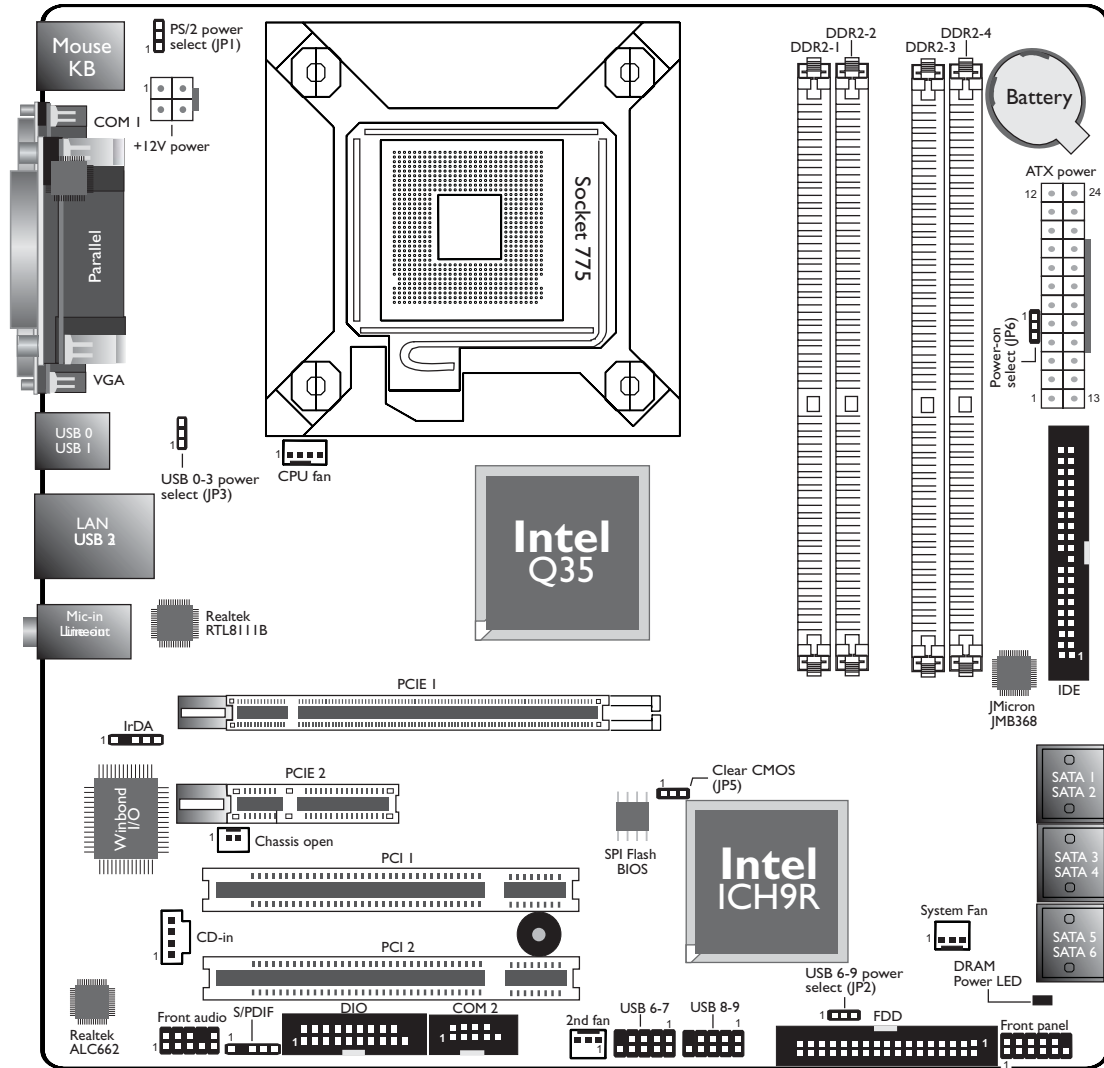 Mouse
KB
PS/2 power
select (JP1)
1
1
COM 1
+12V power
Parallel
VGA
Socket 775
DDR2-1
DDR2-2
DDR2-3
DDR2-4
Battery
ATX power
12
24
1
Power-on
select (JP6)
1
13
USB 0
USB 1
1
USB 0-3 power
select (JP3)
1
CPU fan
LAN
USB 2
Intel
Q35
Mic-in
Line-out
Realtek
RTL8111B
1
IDE
JMicron
JMB368
PCIE 1
IrDA
1
Winbond
I/O
PCIE 2
1
Chassis open
Clear CMOS
(JP5)
1
SPI Flash
BIOS
Intel
ICH9R
SATA 1
SATA 2
SATA 3
SATA 4
SATA 5
SATA 6
PCI 1
CD-in
1
PCI 2
System Fan
1
USB 6-9 power
select (JP2)
1
DRAM
Power LED
Realtek
ALC662
Front audio
1
S/PDIF
1
DIO
1
COM 2
1
2nd fan
1
USB 6-7
1
USB 8-9
1
FDD
1
Front panel
1